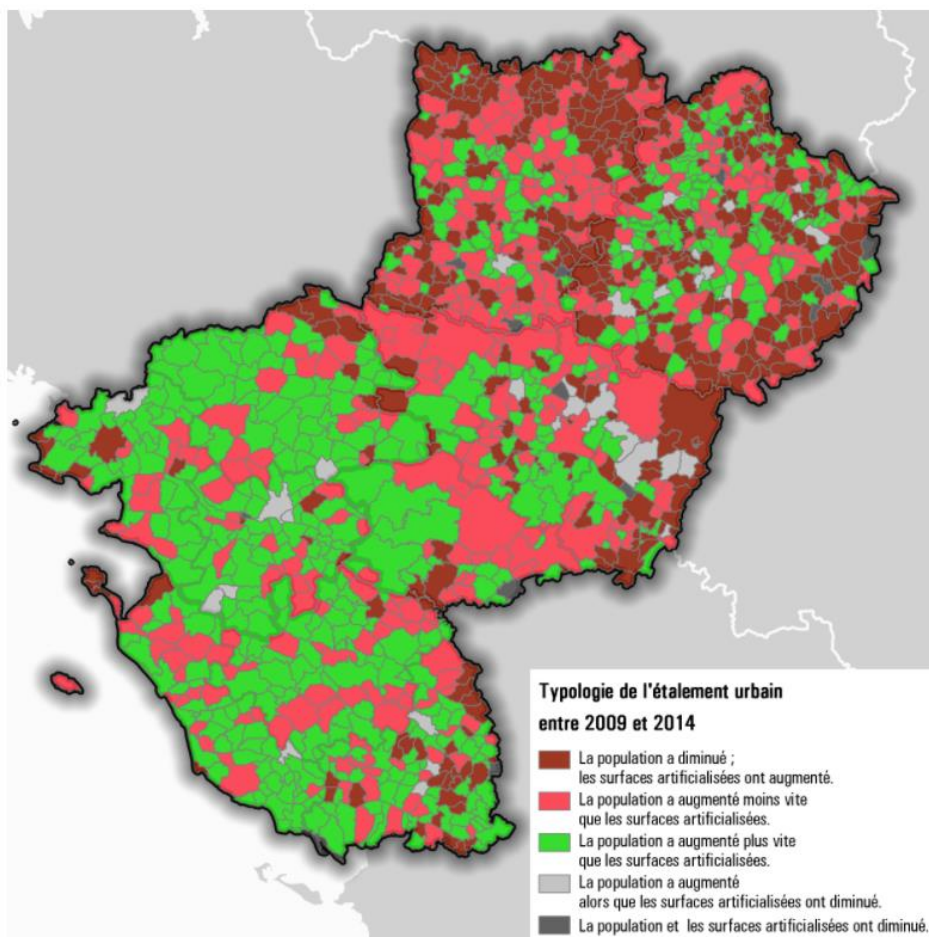 Typologie de l'étalement urbain
entre 2009 et 2014
La population a diminué ;
les surfaces artificialisées ont augmenté.
La population a augmenté moins vite
que les surfaces artificialisées.
La population a augmenté plus vite
que les surfaces artificialisées.
La population a augmenté
alors que les surfaces artificialisées ont diminué.
La population et les surfaces artificialisées ont diminué.